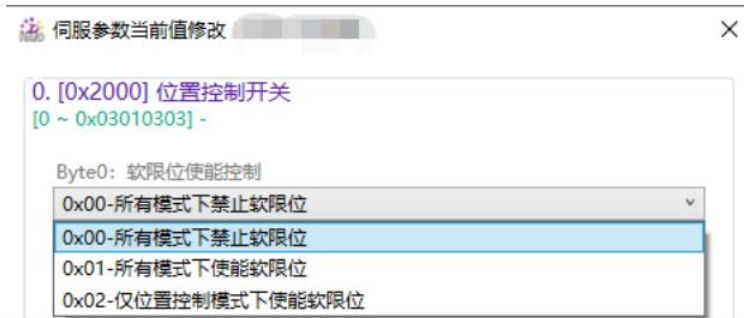 伺服参数当前值修改
0. [0x2000] 位置控制开关
[0 ~ 0x03010303] -
Byte0：软限位使能控制
0x00-所有模式下禁止软限位
0x00-所有模式下禁止软限位
0x01-所有模式下使能软限位
0x02-仅位置控制模式下使能软限位